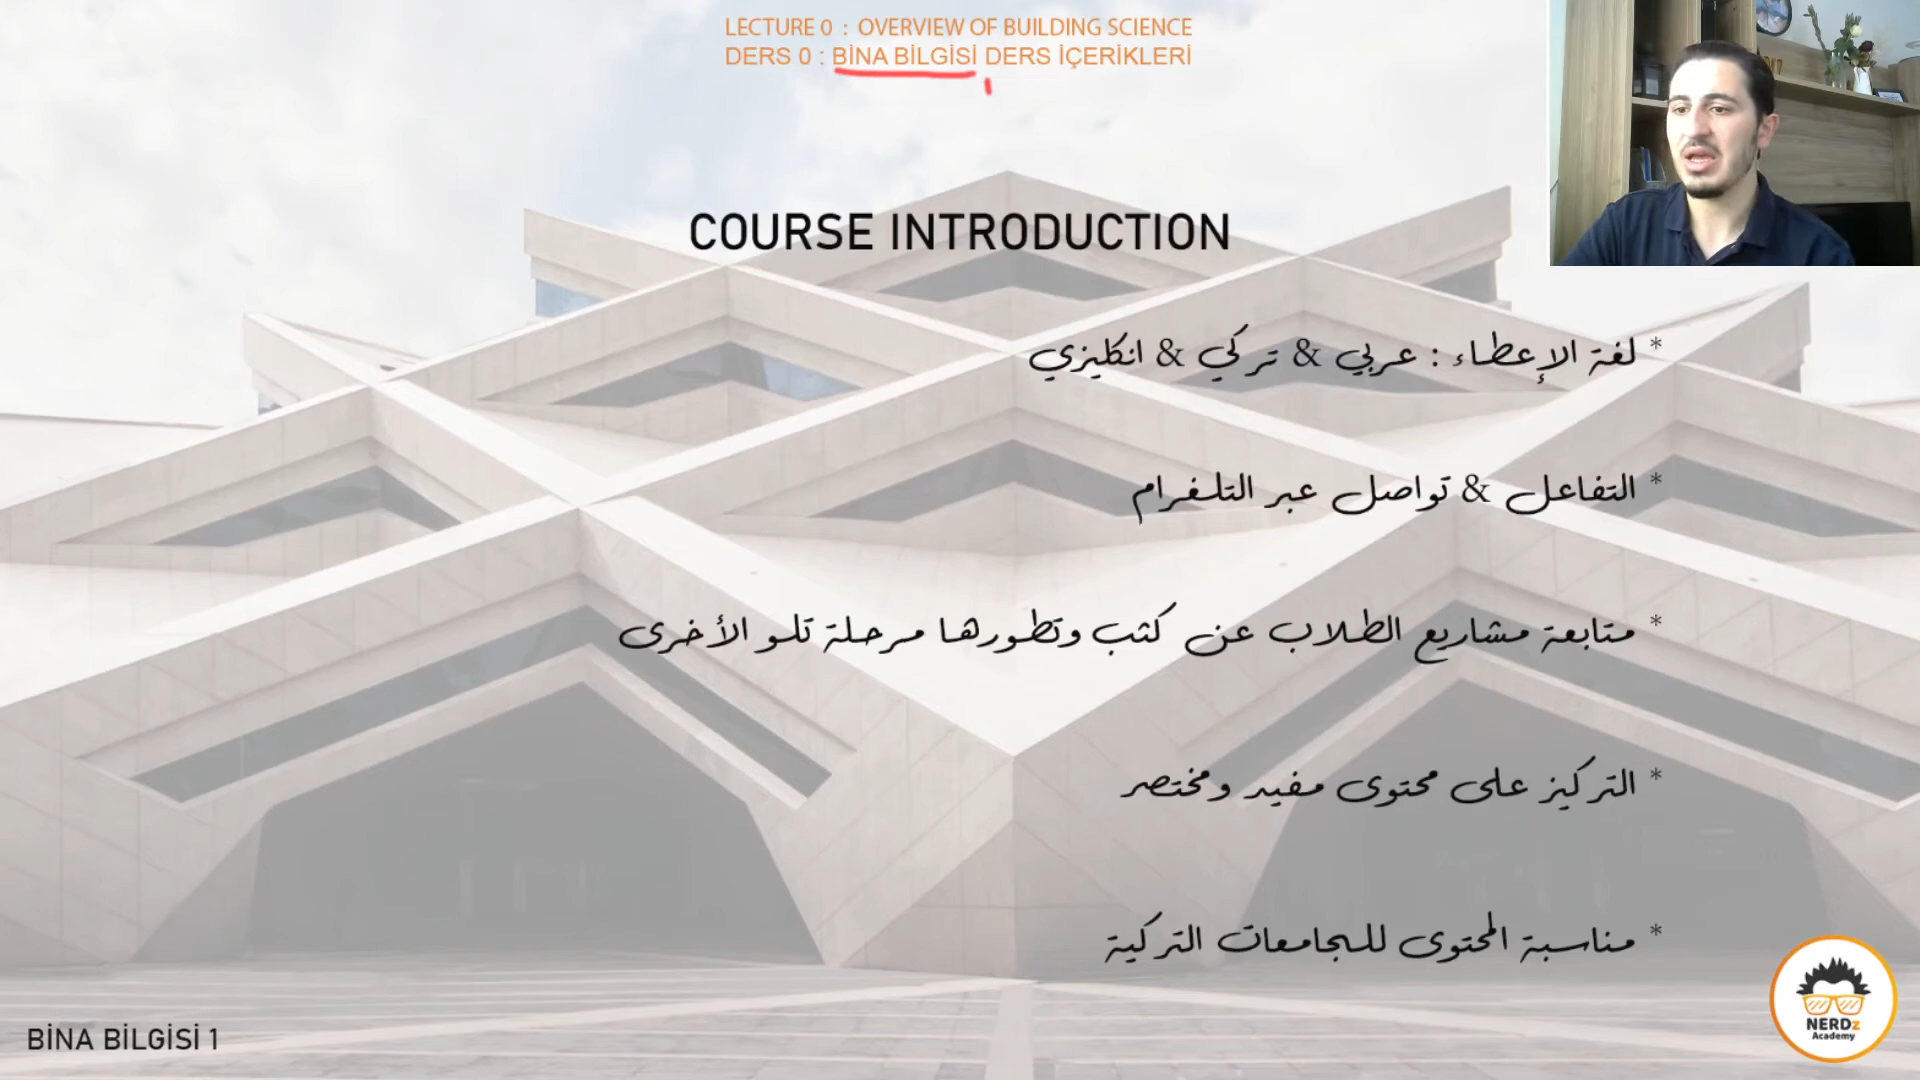 LECTURE 0 : OVERVIEW OF BUILDING SCIENCE
DERS 0 : BİNA BİLGİSİ DERS İÇERİKLERİ
COURSE INTRODUCTION
* لغة الإعطاء : عربي & تركي & انكليزي
* التفاعل & تواصل عبر التلغرام
* متابعة مشاريع الطلاب عن كثب وتطورها مرحلة تلو الأخرى
* التركيز على محتوى مفيد ومختصر
* مناسبة المحتوى للجامعات التركية
BİNA BİLGİSİ 1
NERDz
Academy